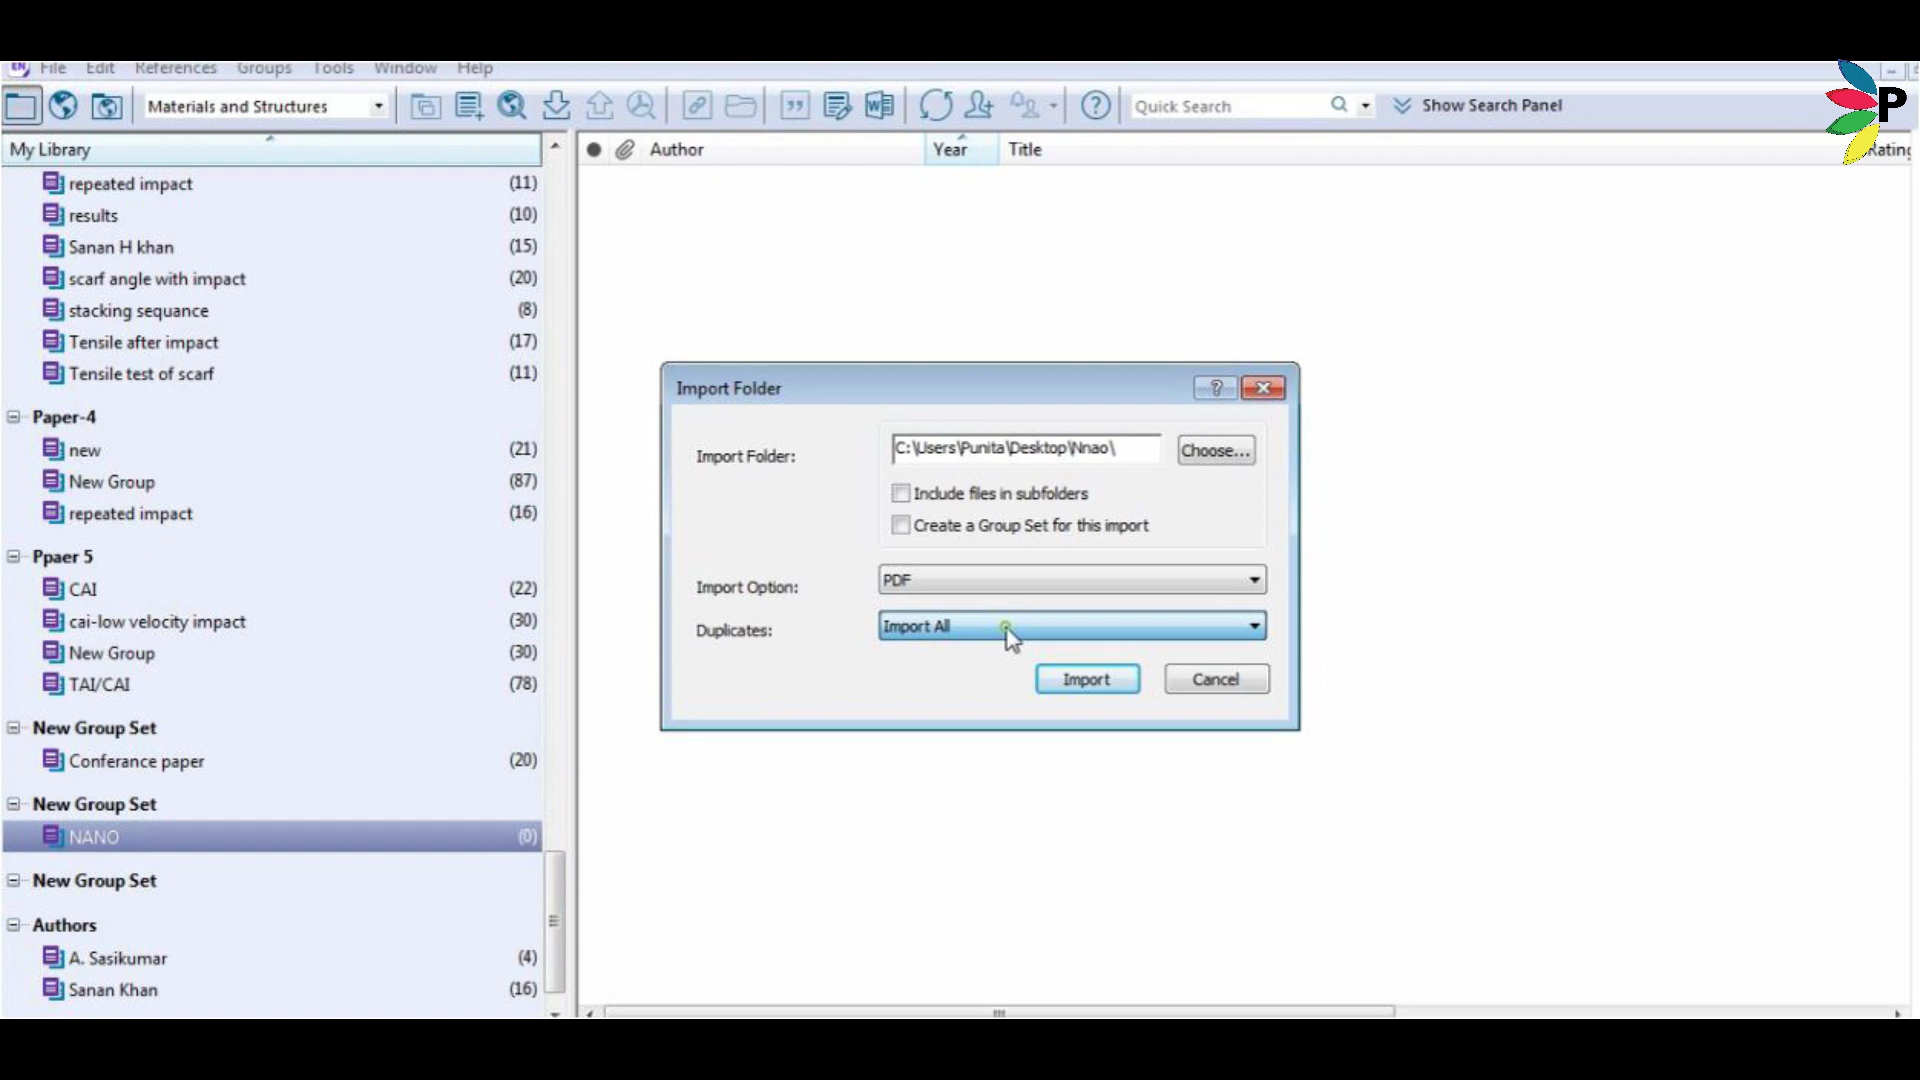 EN File Edit References Groups Tools Window Help
Materials and Structures
Quick Search
Show Search Panel
P
My Library
Author Year Title Rating
repeated impact (11)
results (10)
Sanan H khan (15)
scarf angle with impact (20)
stacking sequance (8)
Tensile after impact (17)
Tensile test of scarf (11)
Paper-4
new (21)
New Group (87)
repeated impact (16)
Ppaer 5
CAI (22)
cai-low velocity impact (30)
New Group (30)
TAI/CAI (78)
New Group Set
Conferance paper (20)
New Group Set
NANO (0)
New Group Set
Authors
A. Sasikumar (4)
Sanan Khan (16)
Import Folder
Import Folder: C:\Users\Punita\Desktop\Nnao\ Choose...
Include files in subfolders
Create a Group Set for this import
Import Option: PDF
Duplicates: Import All
Import Cancel